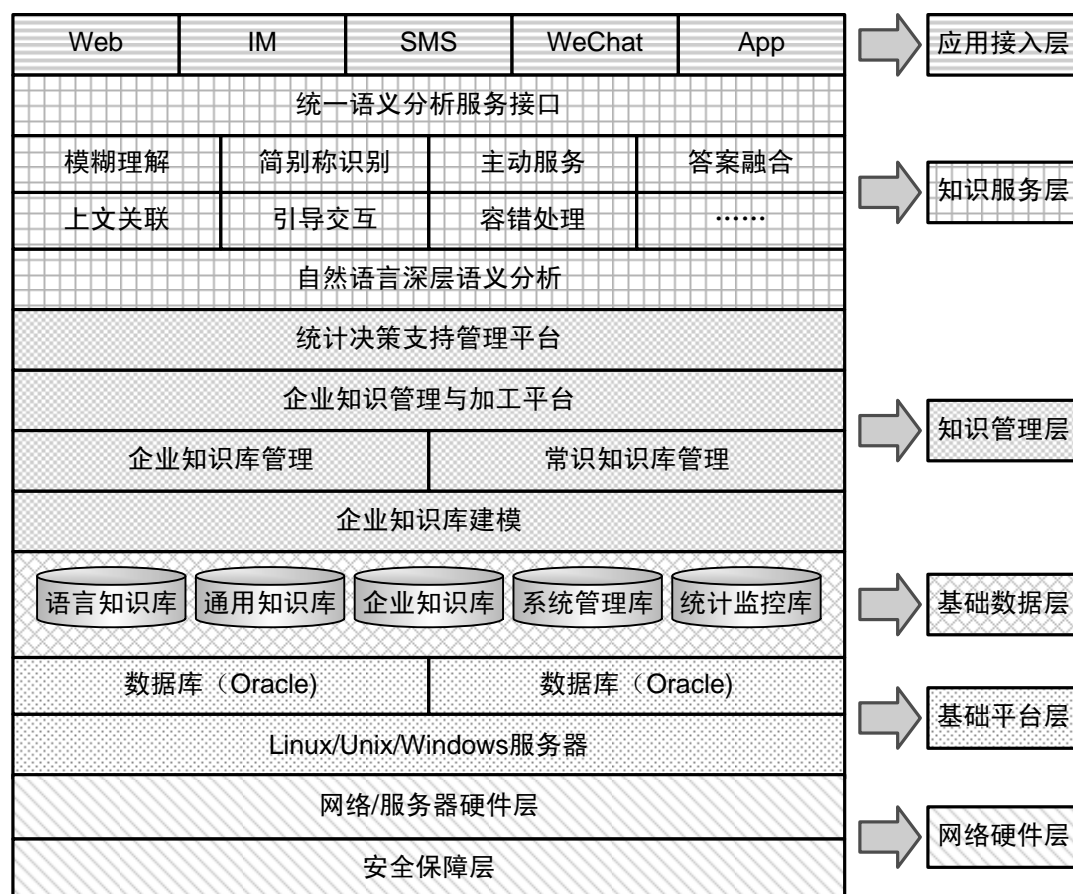 Web IM SMS WeChat App 应用接入层
统一语义分析服务接口
模糊理解 简别称识别 主动服务 答案融合
知识服务层
上文关联 引导交互 容错处理 ……
自然语言深层语义分析
统计决策支持管理平台
企业知识管理与加工平台
知识管理层
企业知识库管理 常识知识库管理
企业知识库建模
语言知识库 通用知识库 企业知识库 系统管理库 统计监控库 基础数据层
数据库（Oracle) 数据库（Oracle)
基础平台层
Linux/Unix/Windows服务器
网络/服务器硬件层
网络硬件层
安全保障层